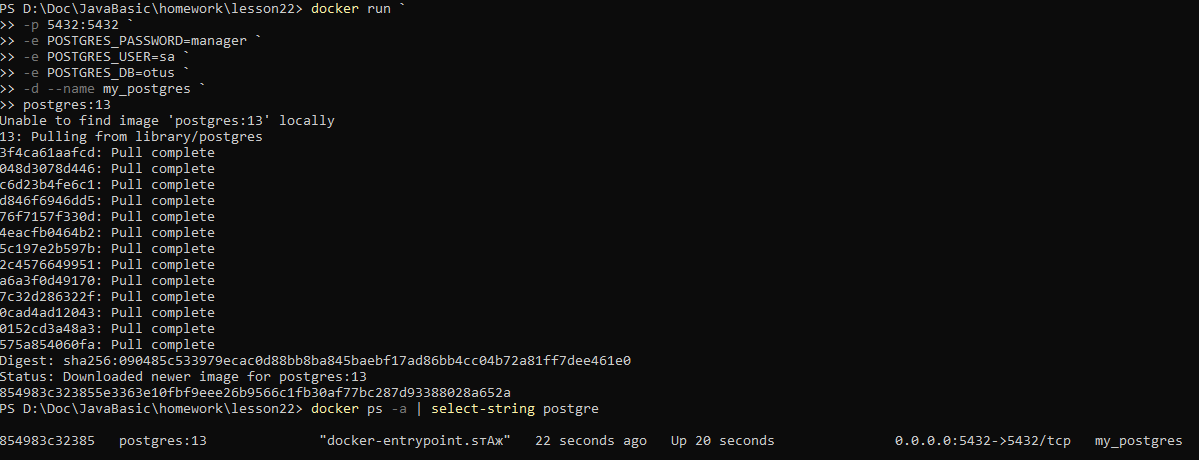 PS D:\Doc\JavaBasic\homework\lesson22> docker run `
>> -p 5432:5432 `
>> -e POSTGRES_PASSWORD=manager `
>> -e POSTGRES_USER=sa `
>> -e POSTGRES_DB=otus `
>> -d --name my_postgres `
>> postgres:13
Unable to find image 'postgres:13' locally
13: Pulling from library/postgres
3f4ca61aafcd: Pull complete
048d3078d446: Pull complete
c6d23b4fe6c1: Pull complete
d846f6946dd5: Pull complete
76f7157f330d: Pull complete
4eacfb0464b2: Pull complete
5c197e2b597b: Pull complete
2c4576649951: Pull complete
a6a3f0d49170: Pull complete
7c32d286322f: Pull complete
0cad4ad12043: Pull complete
0152cd3a48a3: Pull complete
575a854060fa: Pull complete
Digest: sha256:090485c533979ecac0d88bb8ba845baebf17ad86bb4cc04b72a81ff7dee461e0
Status: Downloaded newer image for postgres:13
854983c323855e3363e10fbf9eee26b9566c1fb30af77bc287d93388028a652a
PS D:\Doc\JavaBasic\homework\lesson22> docker ps -a | select-string postgre
854983c32385   postgres:13              "docker-entrypoint.sтАж"   22 seconds ago   Up 20 seconds               0.0.0.0:5432->5432/tcp   my_postgres